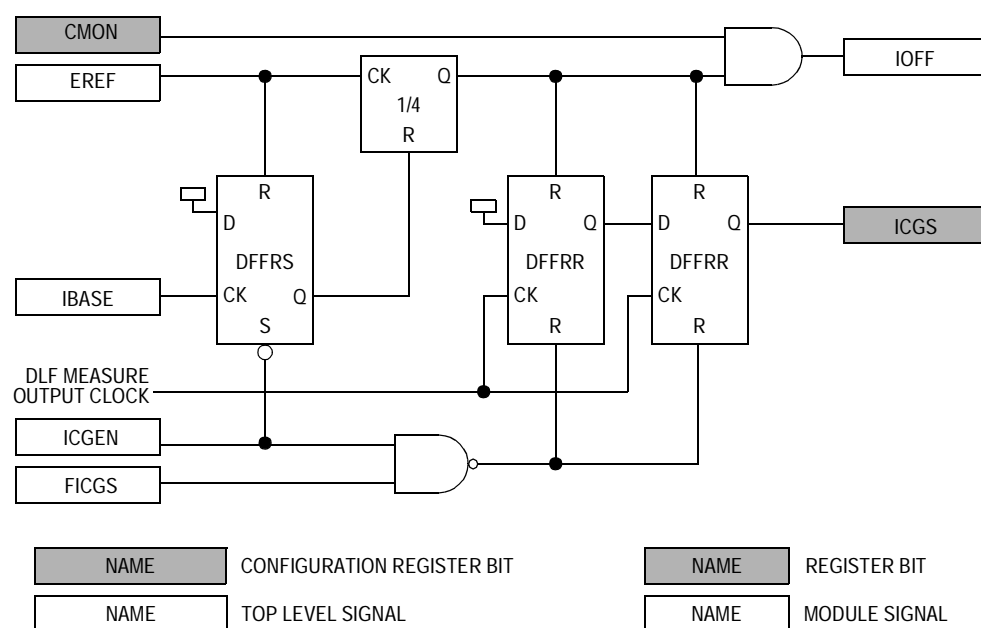 CMON
EREF
CK Q
1/4
R
IOFF
R
D
DFFRS
CK Q
S
R
D Q
DFFRR
CK
R
R
D Q
DFFRR
CK
R
ICGS
IBASE
DLF MEASURE
OUTPUT CLOCK
ICGEN
FICGS
NAME CONFIGURATION REGISTER BIT
NAME REGISTER BIT
NAME TOP LEVEL SIGNAL
NAME MODULE SIGNAL